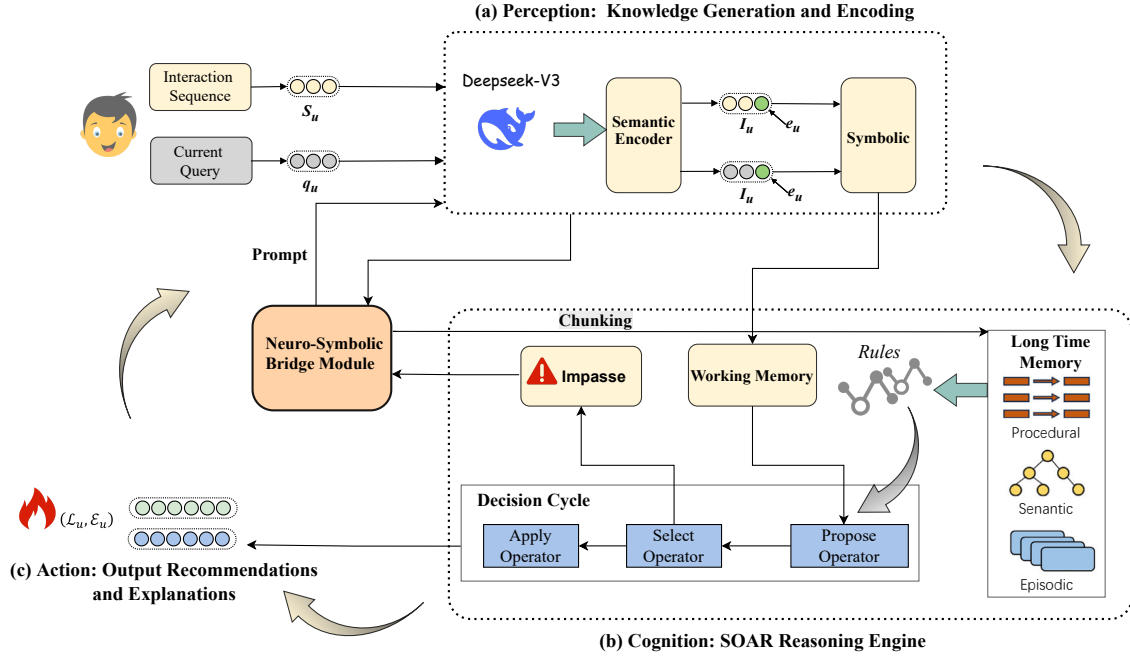 (a) Perception: Knowledge Generation and Encoding
Interaction
Sequence
S_u
Current
Query
q_u
Deepseek-V3
Semantic
Encoder
I_u
e_u
I_u
e_u
Symbolic
Prompt
Neuro-Symbolic
Bridge Module
Chunking
Impasse
Working Memory
Rules
Long Time
Memory
Procedural
Senantic
Episodic
Decision Cycle
Apply
Operator
Select
Operator
Propose
Operator
(ℒ_u, ℰ_u)
(c) Action: Output Recommendations
and Explanations
(b) Cognition: SOAR Reasoning Engine